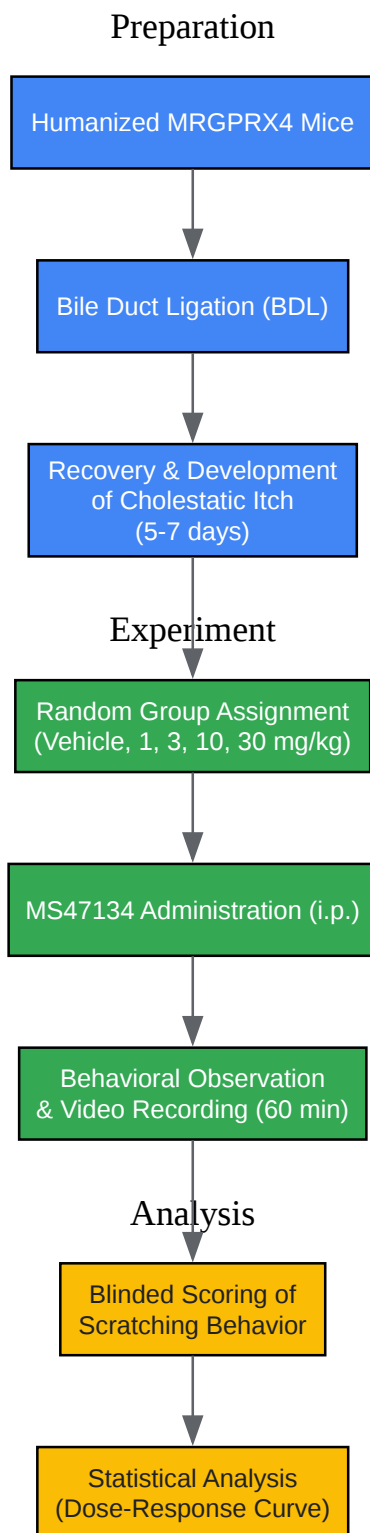 Preparation
Humanized MRGPRX4 Mice
Bile Duct Ligation (BDL)
Recovery & Development
of Cholestatic Itch
(5-7 days)
Experiment
Random Group Assignment
(Vehicle, 1, 3, 10, 30 mg/kg)
MS47134 Administration (i.p.)
Behavioral Observation
& Video Recording (60 min)
Analysis
Blinded Scoring of
Scratching Behavior
Statistical Analysis
(Dose-Response Curve)